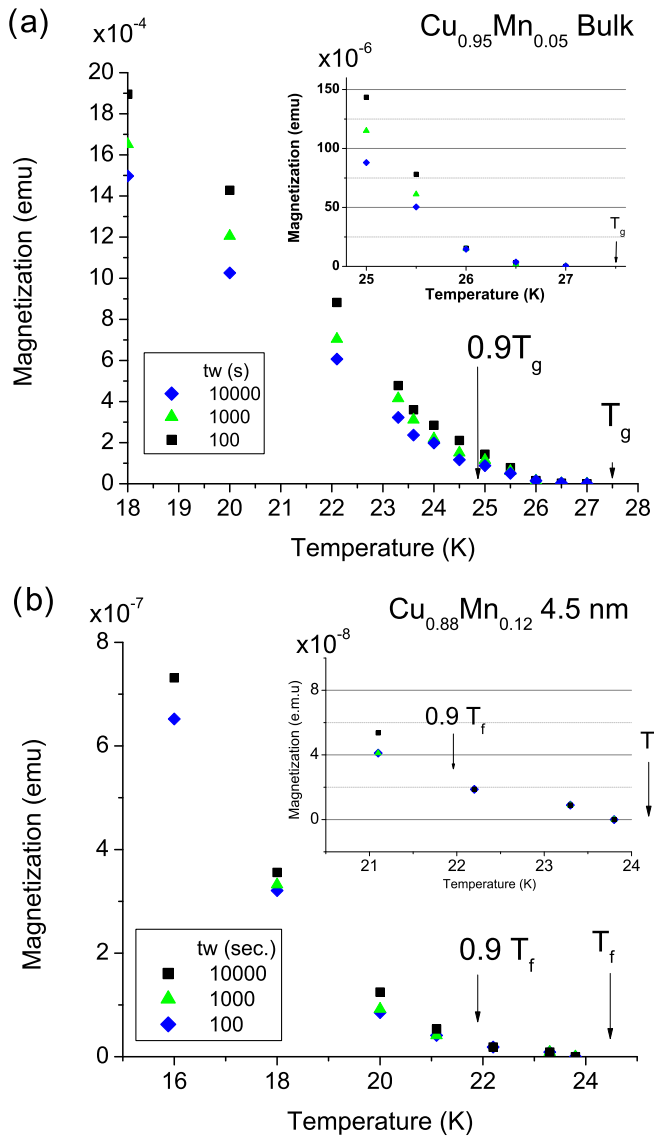 (a)
x10-4
Cu0.95Mn0.05 Bulk
20
18
16
14
12
10
8
6
4
2
0
Magnetization (emu)
x10-6
150
100
50
0
Magnetization (emu)
Tg
25 26 27
Temperature (K)
0.9Tg
Tg
tw (s)
10000
1000
100
18 19 20 21 22 23 24 25 26 27 28
Temperature (K)
(b)
x10-7
Cu0.88Mn0.12 4.5 nm
8
6
4
2
0
Magnetization (emu)
x10-8
8
4
0
Magnetization (e.m.u)
0.9 Tf
T
21 22 23 24
Temperature (K)
0.9 Tf
Tf
tw (sec.)
10000
1000
100
16 18 20 22 24
Temperature (K)